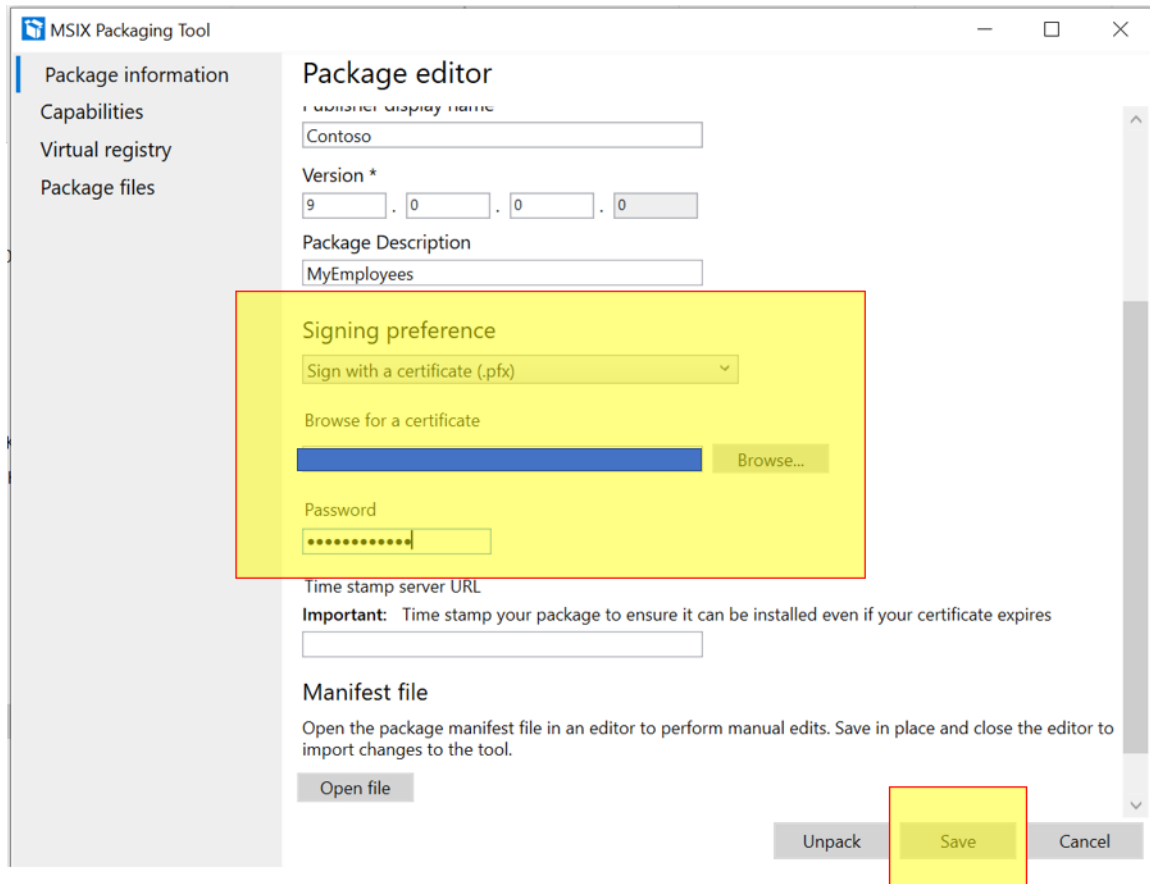 MSIX Packaging Tool
Package information
Capabilities
Virtual registry
Package files
Package editor
Publisher display name
Contoso
Version *
9 . 0 . 0 . 0
Package Description
MyEmployees
Signing preference
Sign with a certificate (.pfx)
Browse for a certificate
Browse...
Password
••••••••••••
Time stamp server URL
Important: Time stamp your package to ensure it can be installed even if your certificate expires
Manifest file
Open the package manifest file in an editor to perform manual edits. Save in place and close the editor to
import changes to the tool.
Open file
Unpack
Save
Cancel